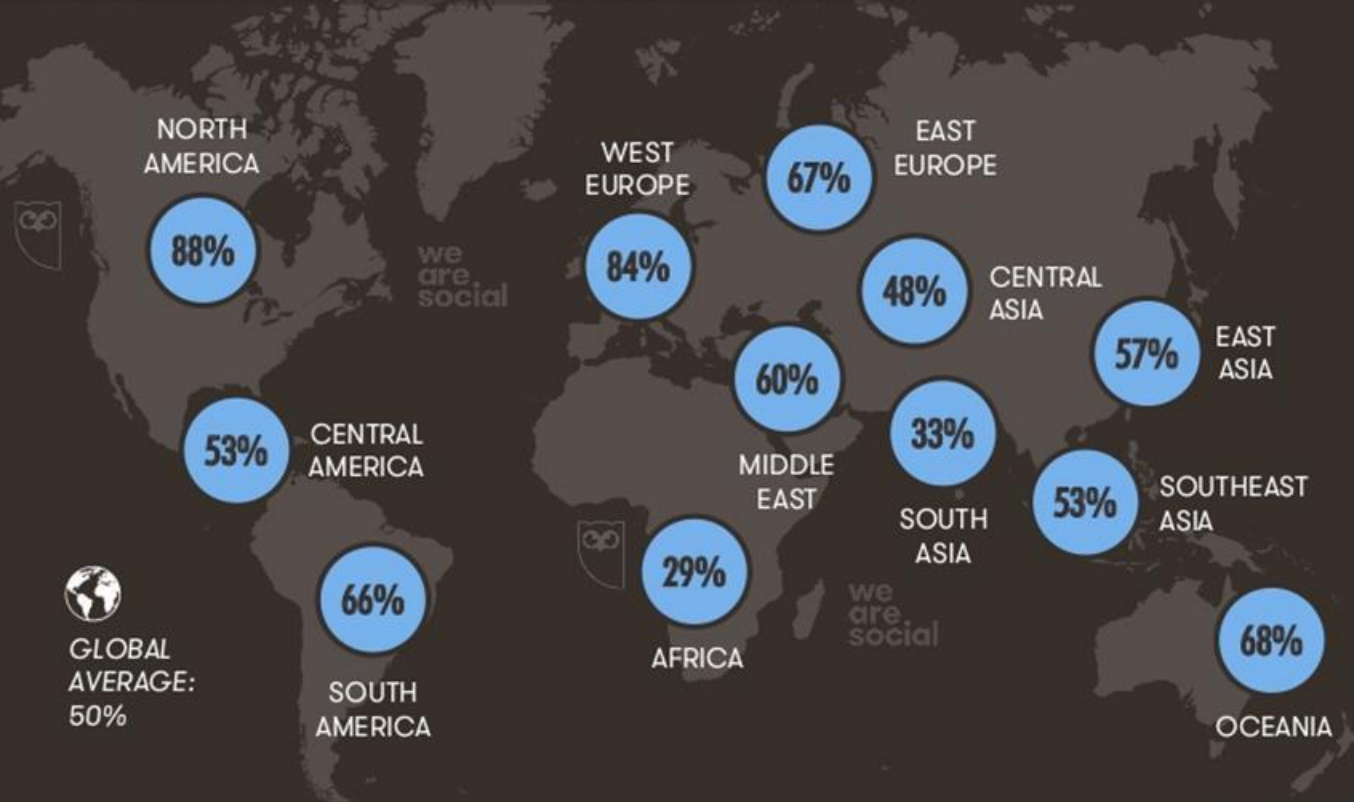 NORTH
AMERICA
88%
WEST
EUROPE
84%
67%
EAST
EUROPE
we
are
social
48%
CENTRAL
ASIA
57%
EAST
ASIA
60%
MIDDLE
EAST
53%
CENTRAL
AMERICA
33%
SOUTH
ASIA
53%
SOUTHEAST
ASIA
66%
SOUTH
AMERICA
29%
AFRICA
we
are
social
68%
OCEANIA
GLOBAL
AVERAGE:
50%